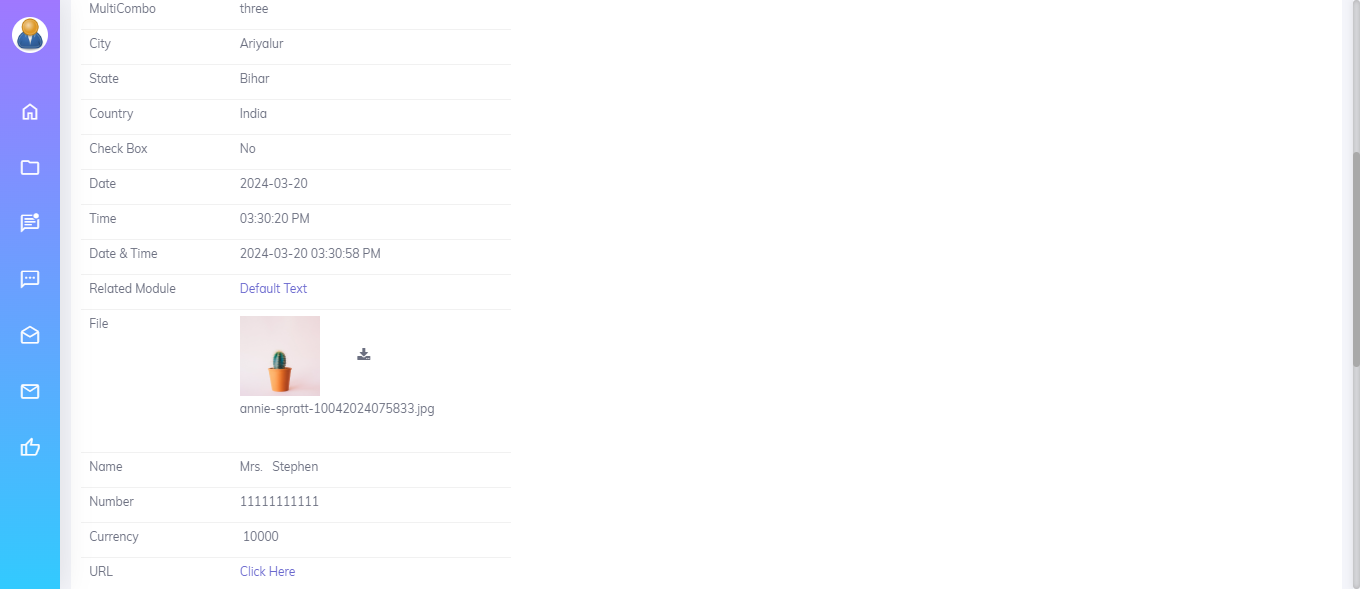 MultiCombo three
City Ariyalur
State Bihar
Country India
Check Box No
Date 2024-03-20
Time 03:30:20 PM
Date & Time 2024-03-20 03:30:58 PM
Related Module Default Text
File
annie-spratt-10042024075833.jpg
Name Mrs. Stephen
Number 11111111111
Currency 10000
URL Click Here